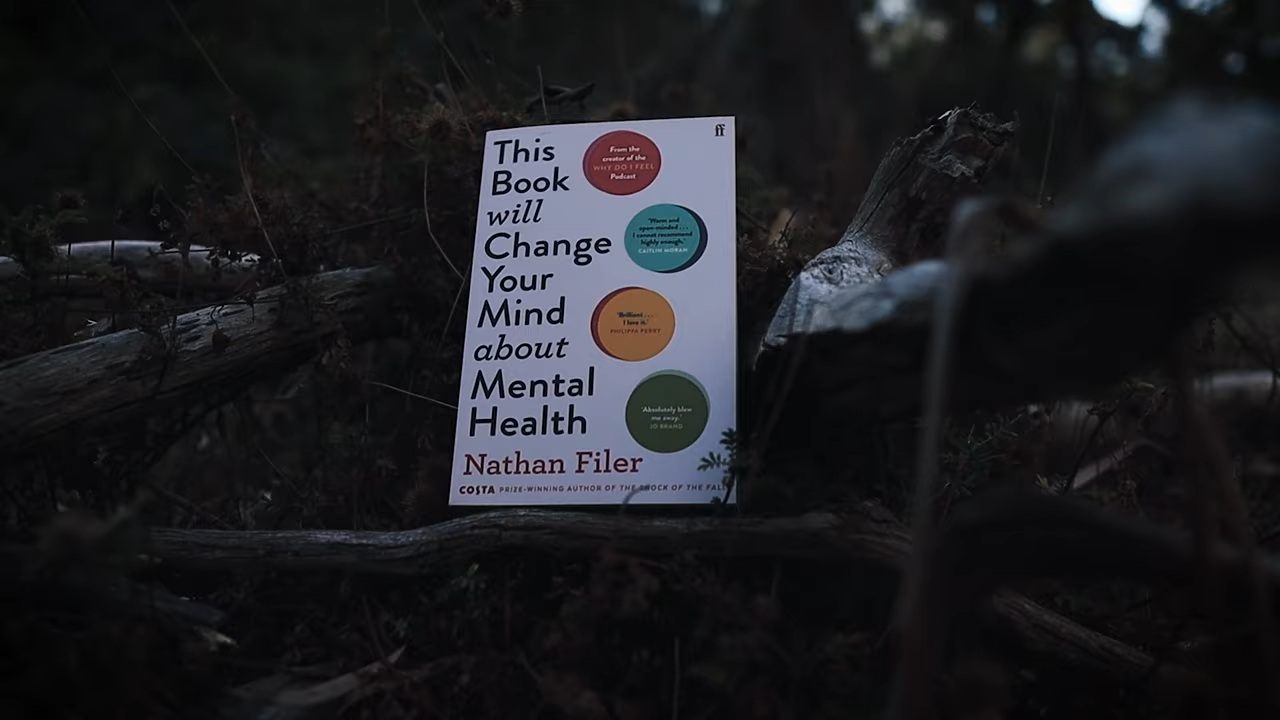 This
Book
will
Change
Your
Mind
about
Mental
Health
Nathan Filer
COSTA PRIZE-WINNING AUTHOR OF THE SHOCK OF THE FALL
From the
creator of the
WHY DO I FEEL
Podcast
ff
'Warm and
open-minded . . .
I cannot recommend
highly enough.'
CAITLIN MORAN
'Brilliant . . .
I love it.'
PHILIPPA PERRY
'Absolutely blew
me away.'
JO BRAND